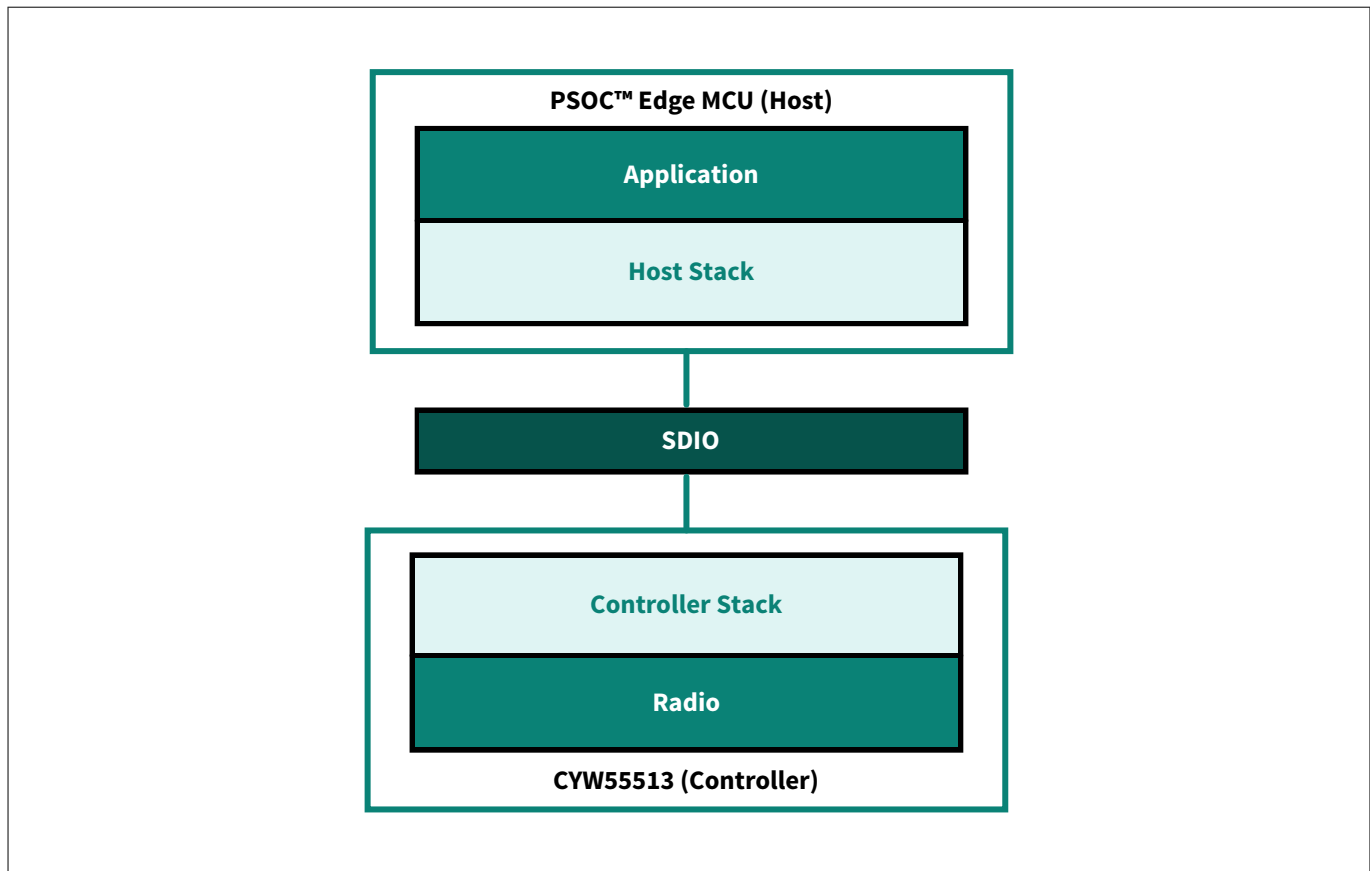 PSOC™ Edge MCU (Host)
Application
Host Stack
SDIO
Controller Stack
Radio
CYW55513 (Controller)